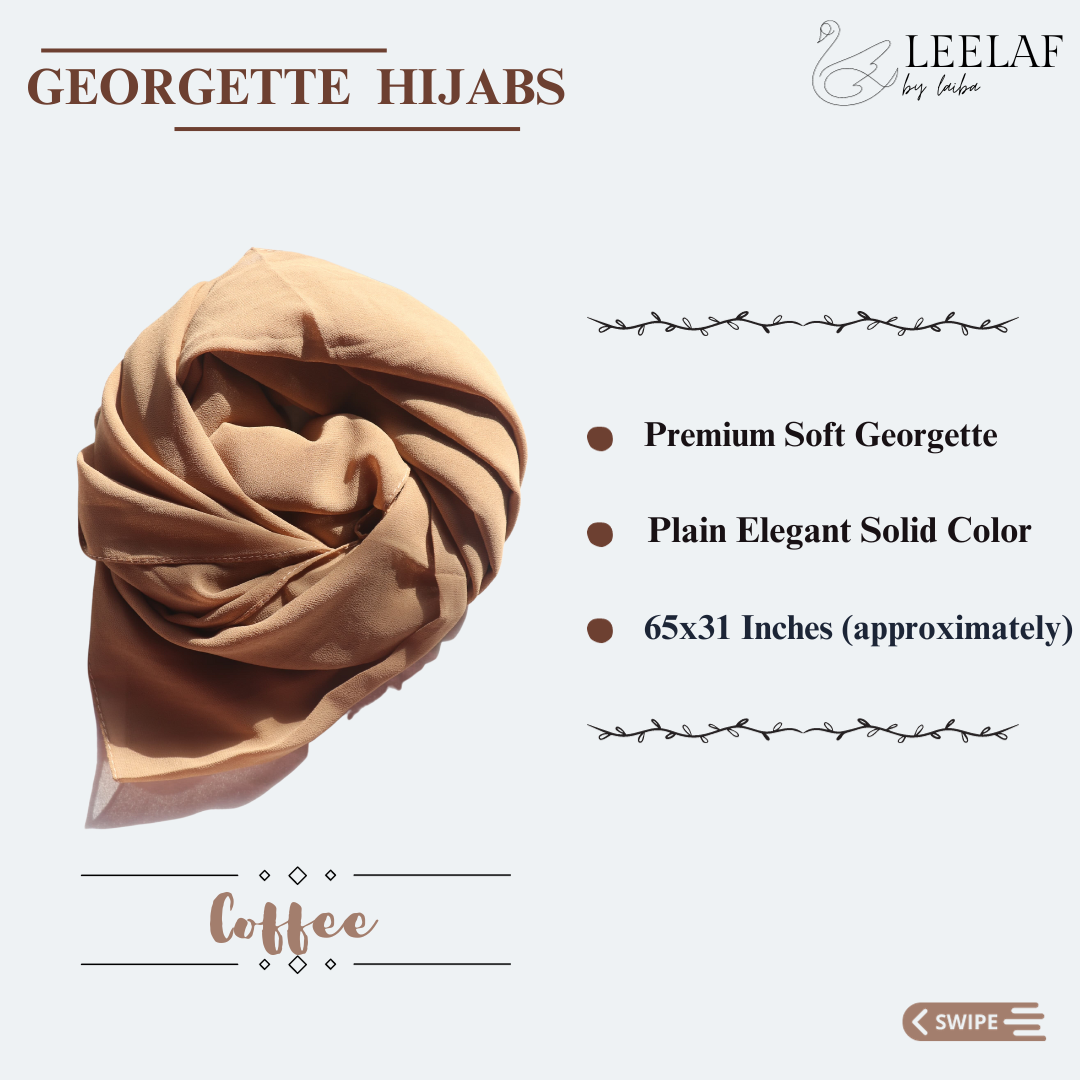 GEORGETTE HIJABS
LEELAF
by laiba
Premium Soft Georgette
Plain Elegant Solid Color
65x31 Inches (approximately)
Coffee
SWIPE